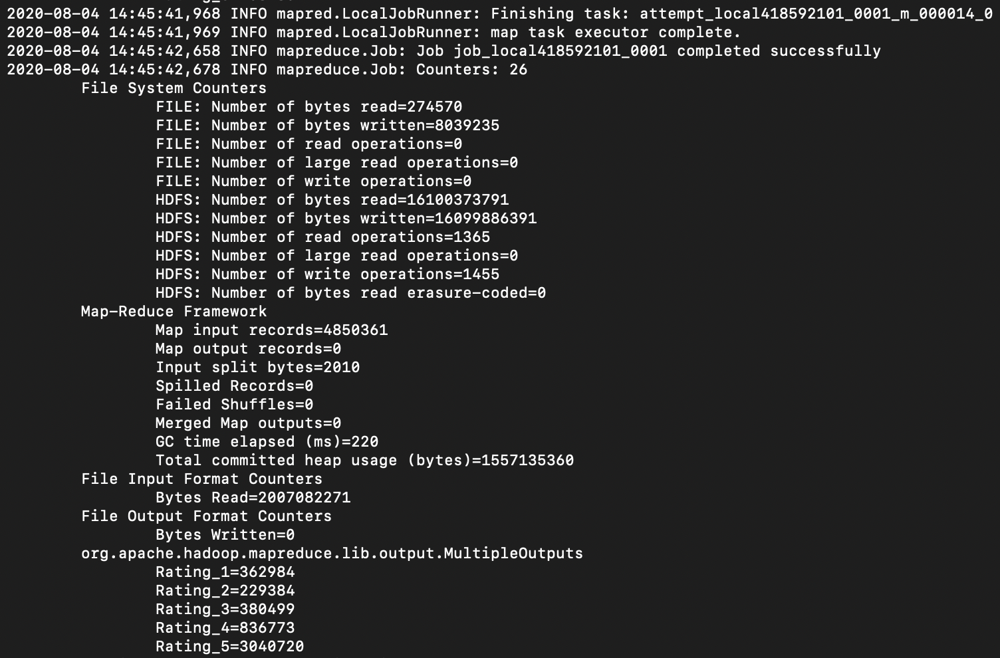 2020-08-04 14:45:41,968 INFO mapred.LocalJobRunner: Finishing task: attempt_local418592101_0001_m_000014_0
2020-08-04 14:45:41,969 INFO mapred.LocalJobRunner: map task executor complete.
2020-08-04 14:45:42,658 INFO mapreduce.Job: Job job_local418592101_0001 completed successfully
2020-08-04 14:45:42,678 INFO mapreduce.Job: Counters: 26
File System Counters
FILE: Number of bytes read=274570
FILE: Number of bytes written=8039235
FILE: Number of read operations=0
FILE: Number of large read operations=0
FILE: Number of write operations=0
HDFS: Number of bytes read=16100373791
HDFS: Number of bytes written=16099886391
HDFS: Number of read operations=1365
HDFS: Number of large read operations=0
HDFS: Number of write operations=1455
HDFS: Number of bytes read erasure-coded=0
Map-Reduce Framework
Map input records=4850361
Map output records=0
Input split bytes=2010
Spilled Records=0
Failed Shuffles=0
Merged Map outputs=0
GC time elapsed (ms)=220
Total committed heap usage (bytes)=1557135360
File Input Format Counters
Bytes Read=2007082271
File Output Format Counters
Bytes Written=0
org.apache.hadoop.mapreduce.lib.output.MultipleOutputs
Rating_1=362984
Rating_2=229384
Rating_3=380499
Rating_4=836773
Rating_5=3040720